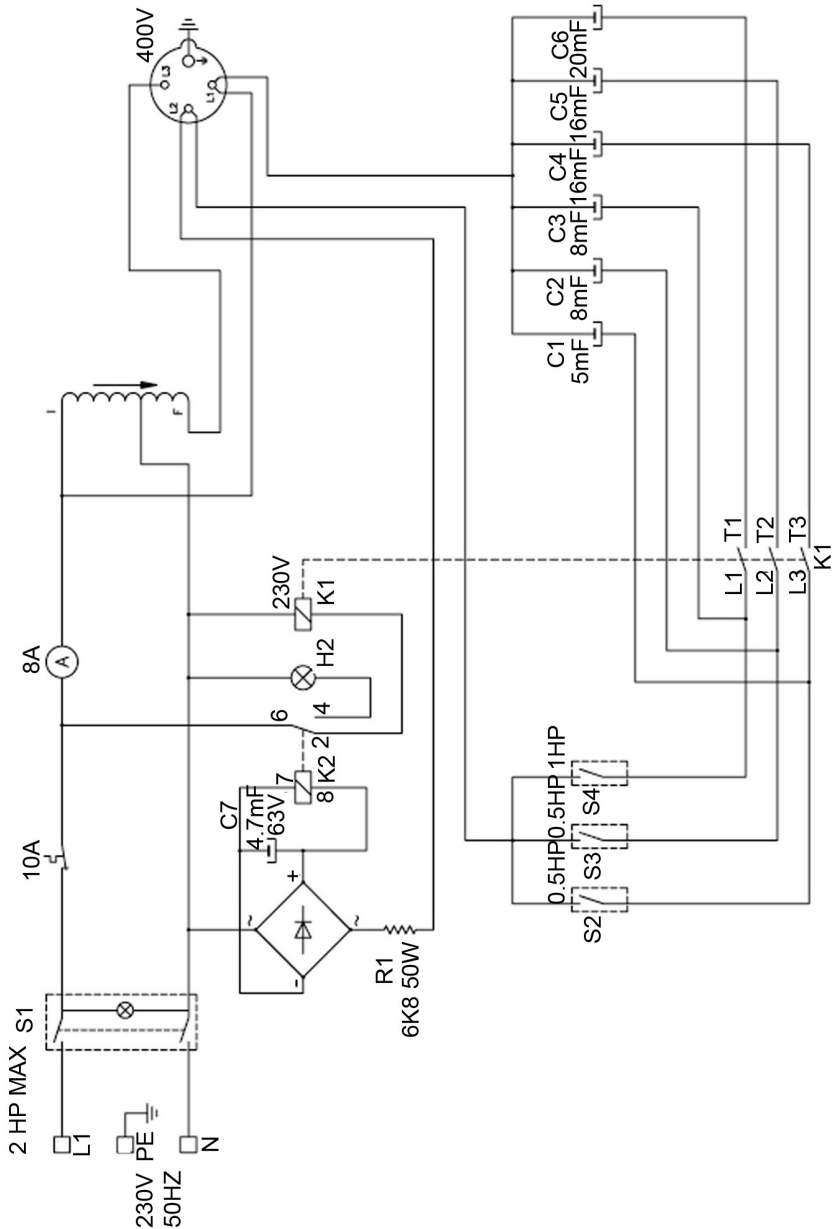 2 HP MAX
S1
10A
8A
A
I
F
400V
L3
L2
L1
L1
PE
N
230V
50HZ
~
~
+
-
C7
4.7mF
63V
7
8
K2
6
2
4
H2
230V
K1
R1
6K8 50W
0.5HP
0.5HP
1HP
S2
S3
S4
L1
T1
L2
T2
L3
T3
K1
C1
5mF
C2
8mF
C3
8mF
C4
16mF
C5
16mF
C6
20mF